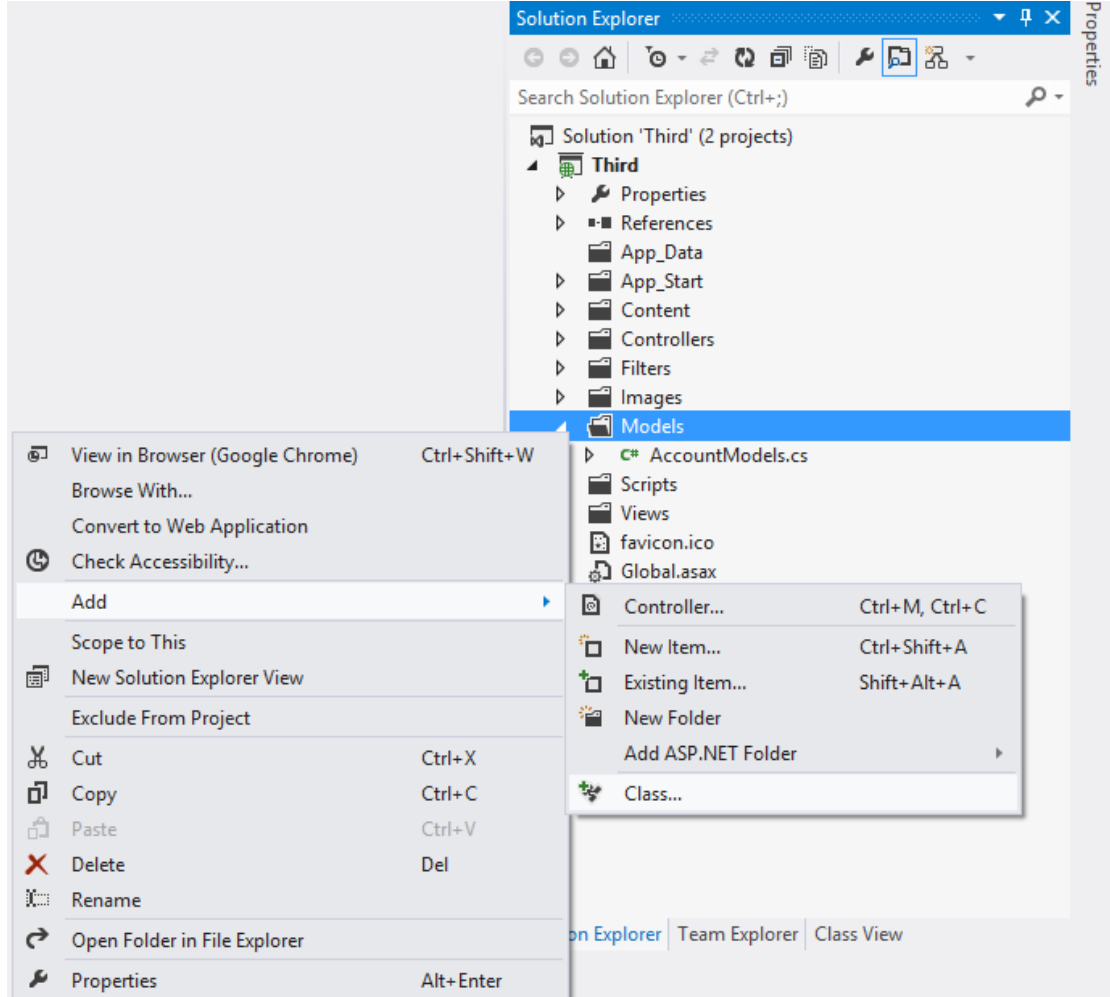 Solution Explorer
Properties
Search Solution Explorer (Ctrl+;)
Solution 'Third' (2 projects)
Third
Properties
References
App_Data
App_Start
Content
Controllers
Filters
Images
Models
C# AccountModels.cs
Scripts
Views
favicon.ico
Global.asax
View in Browser (Google Chrome) Ctrl+Shift+W
Browse With...
Convert to Web Application
Check Accessibility...
Add
Scope to This
New Solution Explorer View
Exclude From Project
Cut Ctrl+X
Copy Ctrl+C
Paste Ctrl+V
Delete Del
Rename
Open Folder in File Explorer
Properties Alt+Enter
Controller... Ctrl+M, Ctrl+C
New Item... Ctrl+Shift+A
Existing Item... Shift+Alt+A
New Folder
Add ASP.NET Folder
Class...
on Explorer Team Explorer Class View